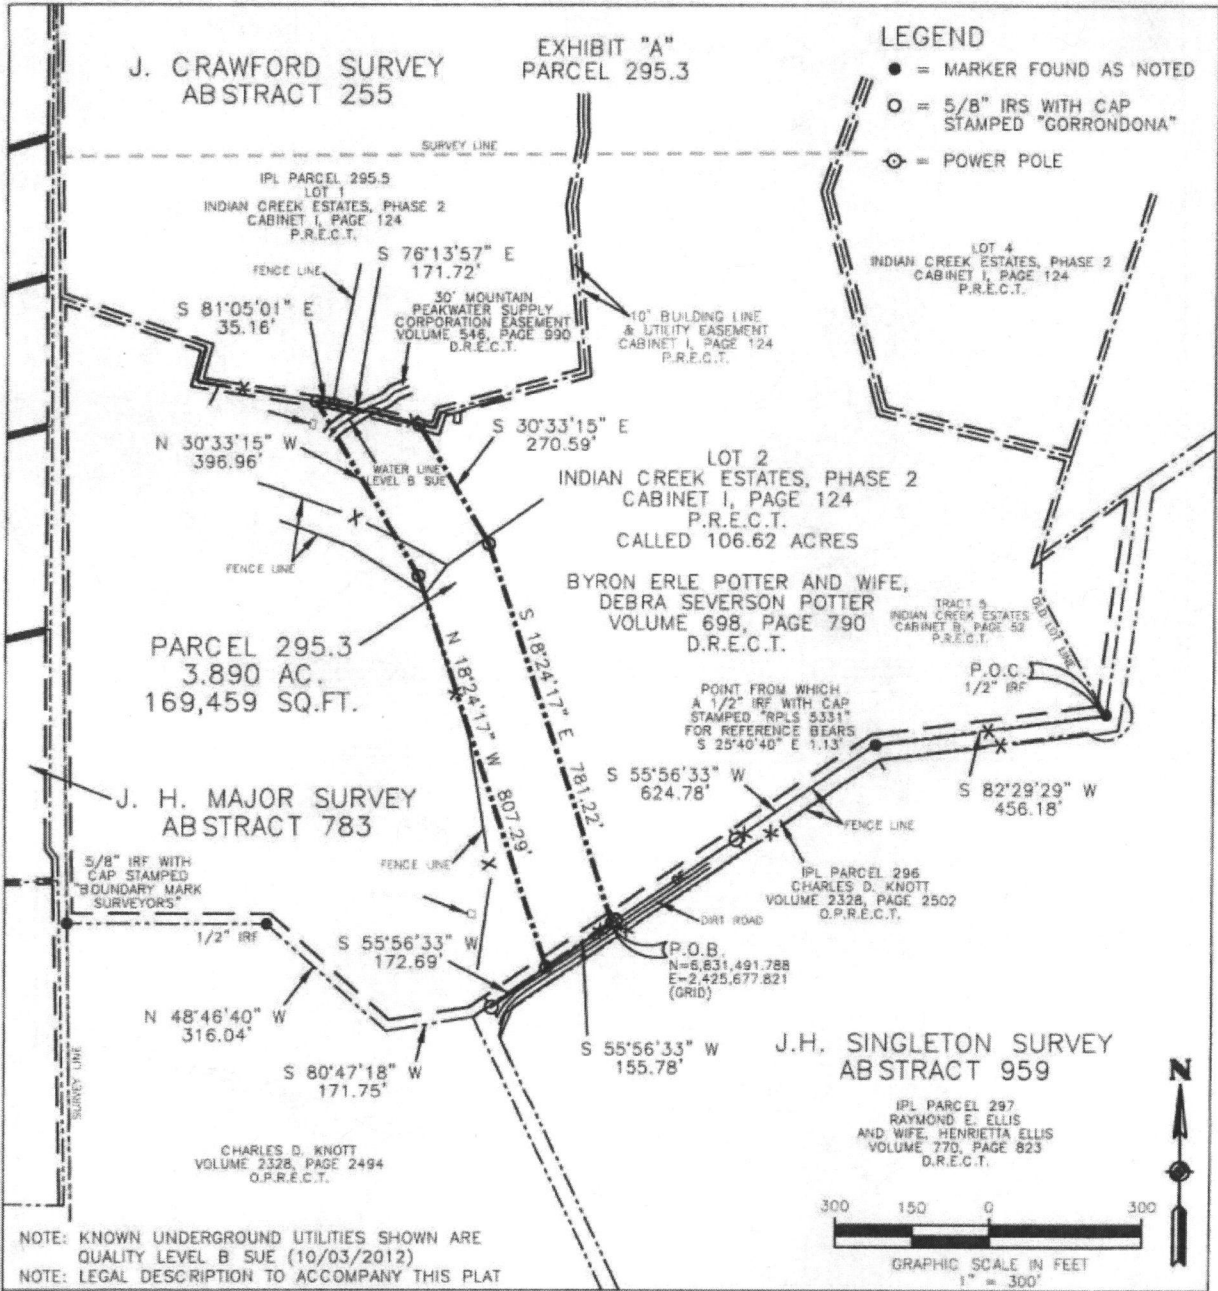 EXHIBIT "A"
PARCEL 295.3
J. CRAWFORD SURVEY
ABSTRACT 255
LEGEND
= MARKER FOUND AS NOTED
= 5/8" IRS WITH CAP
STAMPED "GORRONDONA"
= POWER POLE
SURVEY LINE
IPL PARCEL 295.5
LOT 1
INDIAN CREEK ESTATES, PHASE 2
CABINET I, PAGE 124
P.R.E.C.T.
S 76°13'57" E
171.72'
FENCE LINE
S 81°05'01" E
35.16'
30' MOUNTAIN
PEAKWATER SUPPLY
CORPORATION EASEMENT
VOLUME 546, PAGE 990
D.R.E.C.T.
10' BUILDING LINE
& UTILITY EASEMENT
CABINET I, PAGE 124
P.R.E.C.T.
LOT 4
INDIAN CREEK ESTATES, PHASE 2
CABINET I, PAGE 124
P.R.E.C.T.
N 30°33'15" W
396.96'
WATER LINE
LEVEL B SUE
S 30°33'15" E
270.59'
LOT 2
INDIAN CREEK ESTATES, PHASE 2
CABINET I, PAGE 124
P.R.E.C.T.
CALLED 106.62 ACRES
BYRON ERLE POTTER AND WIFE,
DEBRA SEVERSON POTTER
VOLUME 698, PAGE 790
D.R.E.C.T.
FENCE LINE
TRACT 5
INDIAN CREEK ESTATES
CABINET B, PAGE 52
P.R.E.C.T.
OLD LOT LINE
P.O.C.
1/2" IRF
PARCEL 295.3
3.890 AC.
169,459 SQ.FT.
N 18°24'17" W 807.29'
S 18°24'17" E 781.22'
POINT FROM WHICH
A 1/2" IRF WITH CAP
STAMPED "RPLS 5331"
FOR REFERENCE BEARS
S 25°40'40" E 1.13'
S 55°56'33" W
624.78'
S 82°29'29" W
456.18'
FENCE LINE
J. H. MAJOR SURVEY
ABSTRACT 783
5/8" IRF WITH
CAP STAMPED
"BOUNDARY MARK
SURVEYORS"
FENCE LINE
IPL PARCEL 296
CHARLES D. KNOTT
VOLUME 2328, PAGE 2502
O.P.R.E.C.T.
DIRT ROAD
1/2" IRF
S 55°56'33" W
172.69'
P.O.B.
N=6,831,491.788
E=2,425,677.821
(GRID)
N 48°46'40" W
316.04'
S 80°47'18" W
171.75'
S 55°56'33" W
155.78'
SURVEY LINE
J.H. SINGLETON SURVEY
ABSTRACT 959
IPL PARCEL 297
RAYMOND E. ELLIS
AND WIFE, HENRIETTA ELLIS
VOLUME 770, PAGE 823
D.R.E.C.T.
N
CHARLES D. KNOTT
VOLUME 2328, PAGE 2494
O.P.R.E.C.T.
300 150 0 300
GRAPHIC SCALE IN FEET
1" = 300'
NOTE: KNOWN UNDERGROUND UTILITIES SHOWN ARE
QUALITY LEVEL B SUE (10/03/2012)
NOTE: LEGAL DESCRIPTION TO ACCOMPANY THIS PLAT